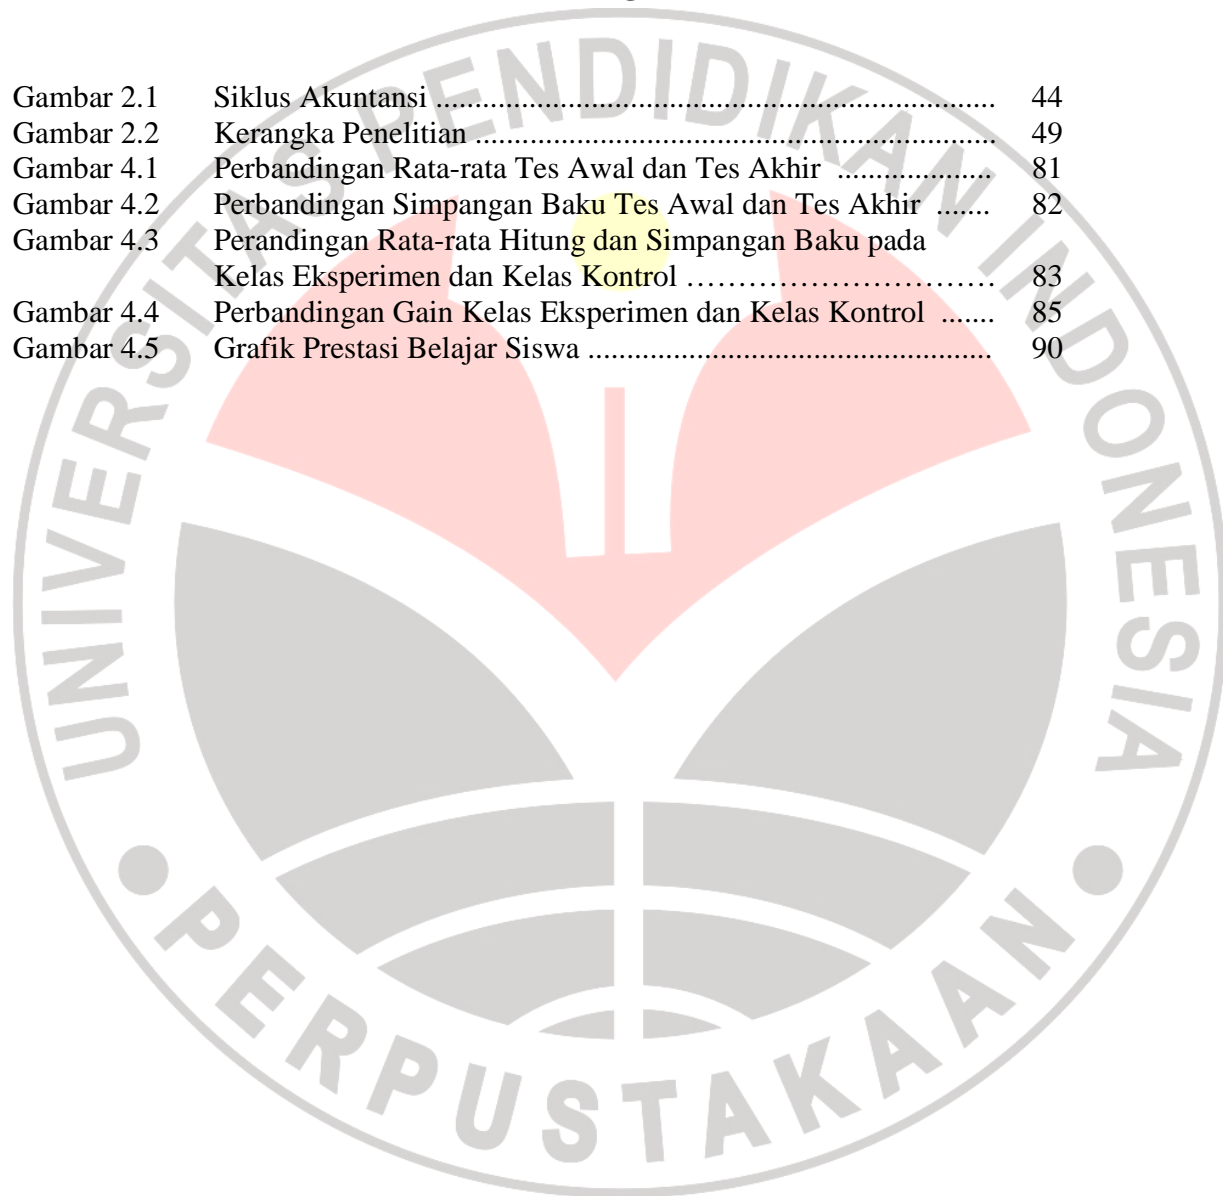 Gambar 2.1 Siklus Akuntansi ............................................................ 44
Gambar 2.2 Kerangka Penelitian ........................................................ 49
Gambar 4.1 Perbandingan Rata-rata Tes Awal dan Tes Akhir ................... 81
Gambar 4.2 Perbandingan Simpangan Baku Tes Awal dan Tes Akhir ....... 82
Gambar 4.3 Perandingan Rata-rata Hitung dan Simpangan Baku pada
Kelas Eksperimen dan Kelas Kontrol ………………………… 83
Gambar 4.4 Perbandingan Gain Kelas Eksperimen dan Kelas Kontrol ....... 85
Gambar 4.5 Grafik Prestasi Belajar Siswa .................................................. 90
UNIVERSITAS PENDIDIKAN INDONESIA
PERPUSTAKAAN